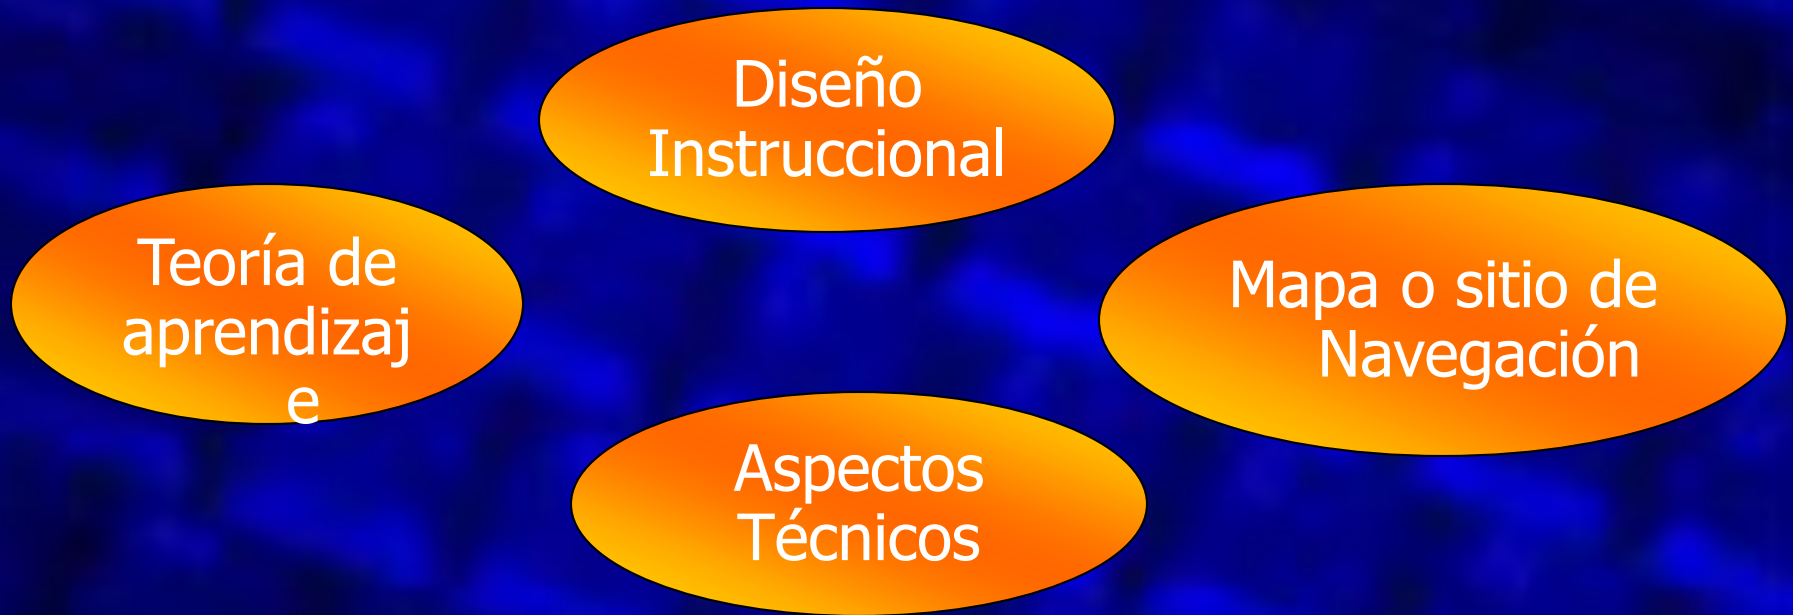 Diseño
Instruccional
Teoría de
aprendizaj
e
Mapa o sitio de
Navegación
Aspectos
Técnicos